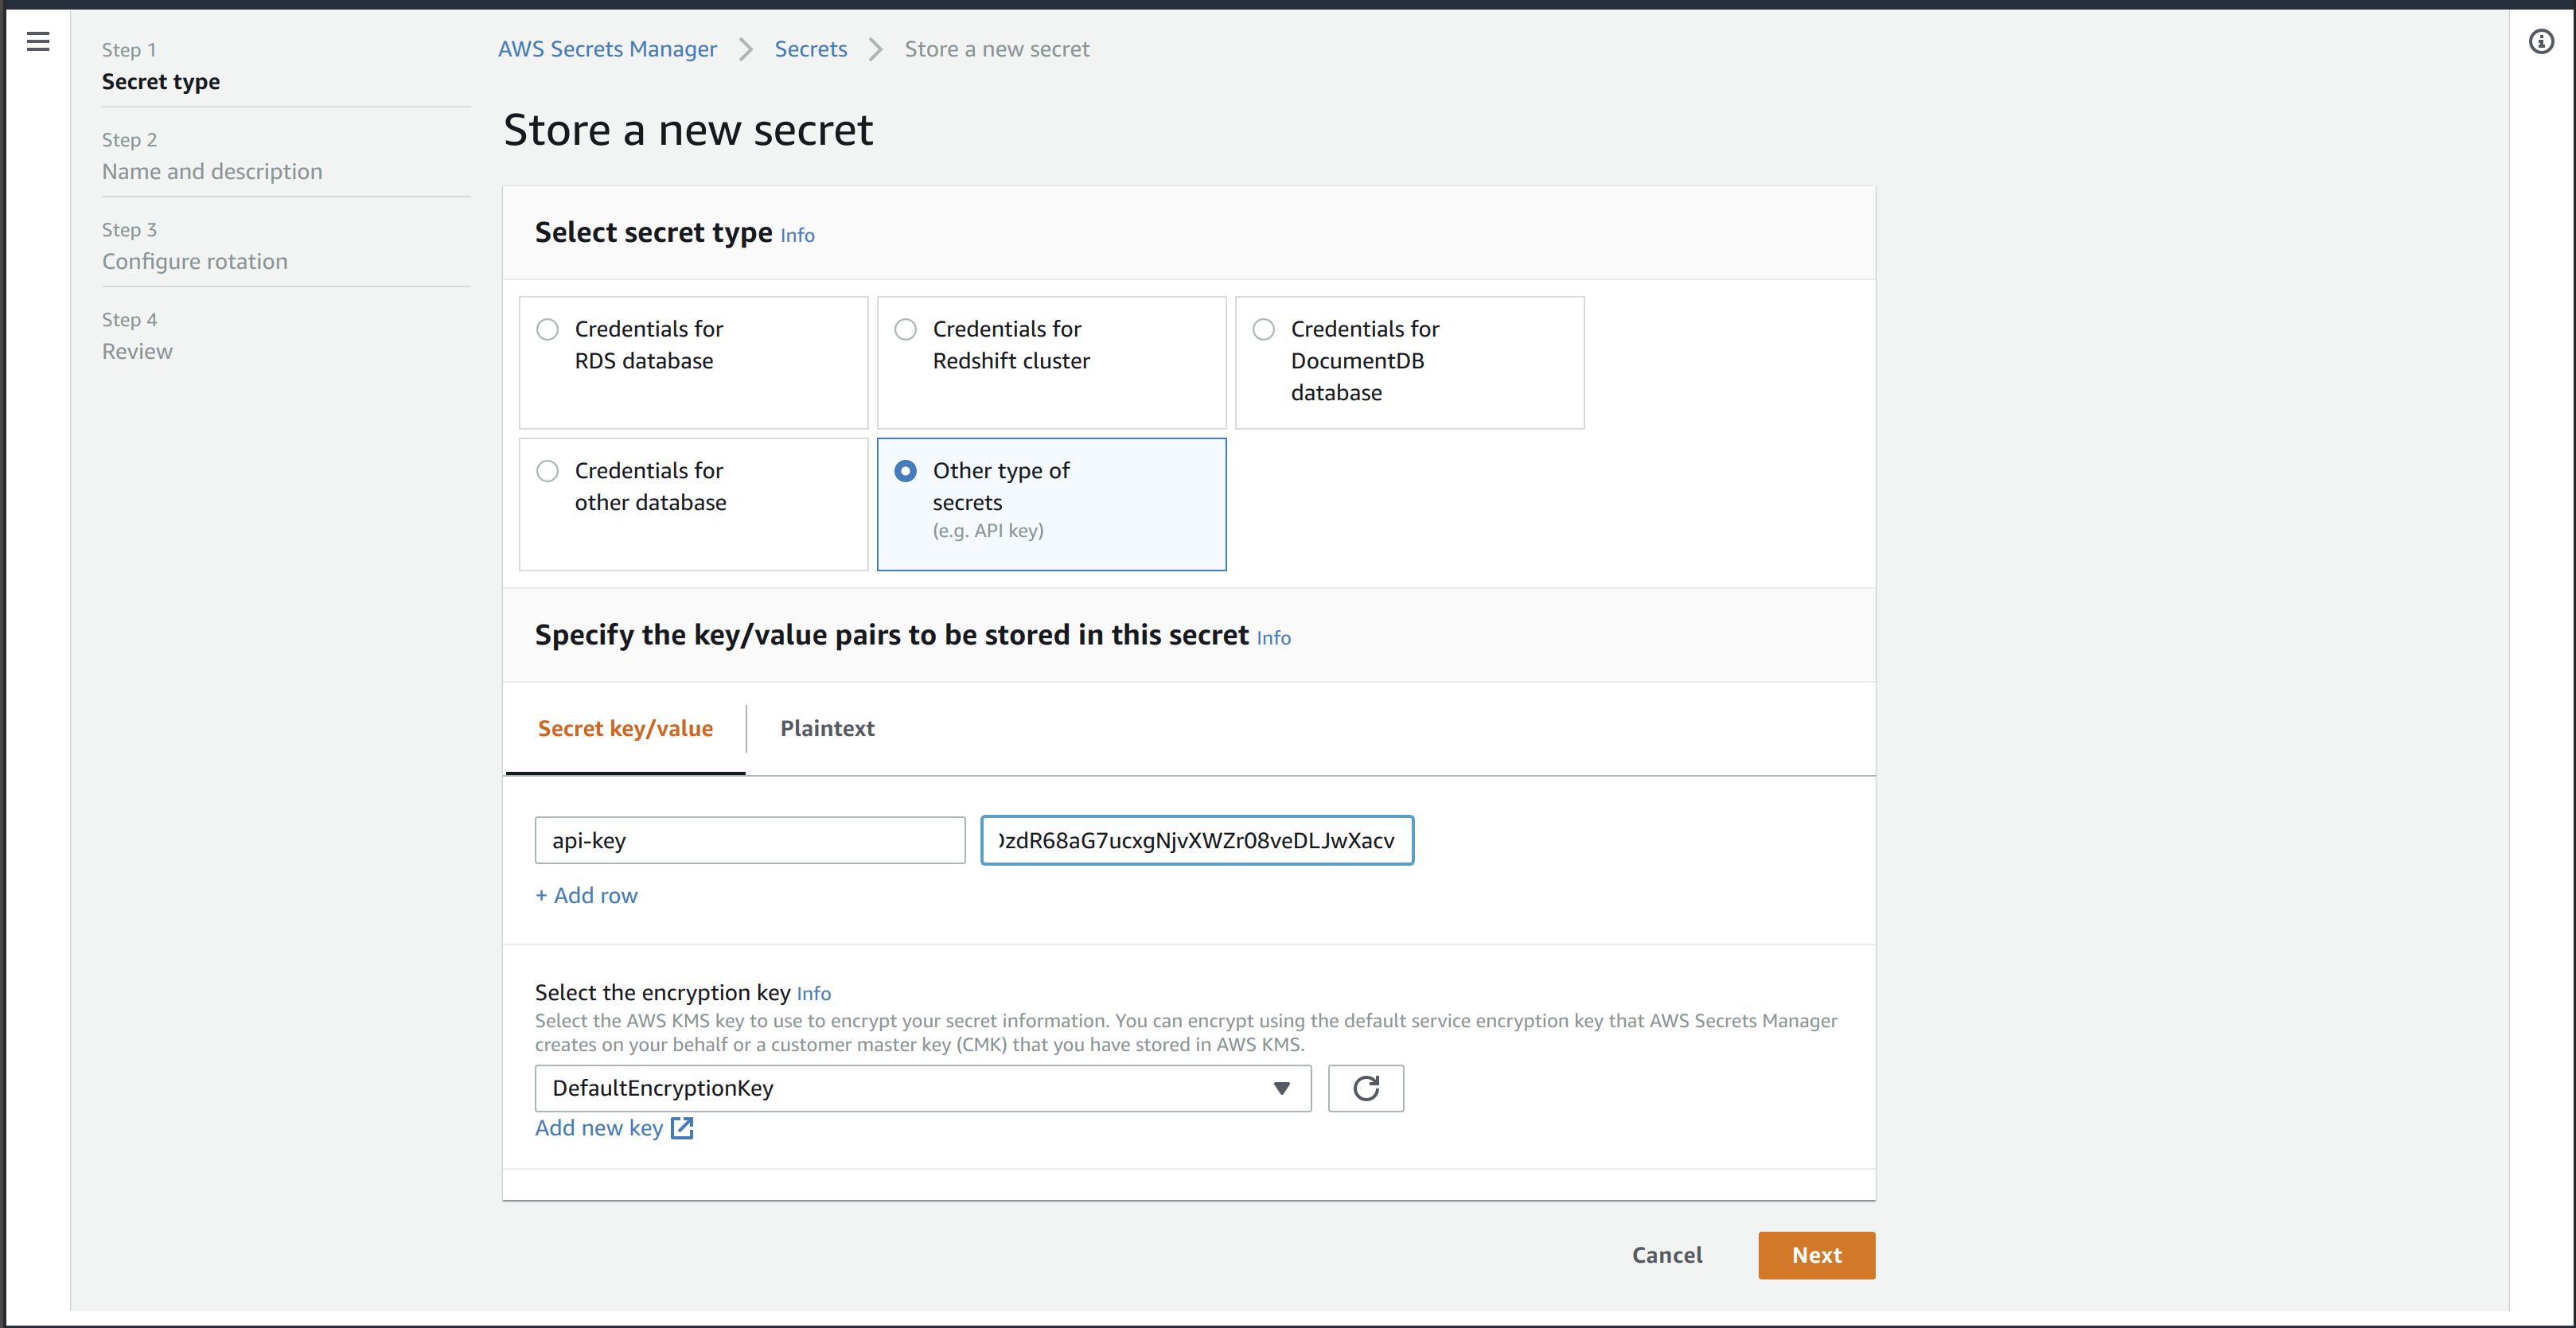 Step 1
Secret type
Step 2
Name and description
Step 3
Configure rotation
Step 4
Review
AWS Secrets Manager > Secrets > Store a new secret
Store a new secret
Select secret type Info
Credentials for
RDS database
Credentials for
Redshift cluster
Credentials for
DocumentDB
database
Credentials for
other database
Other type of
secrets
(e.g. API key)
Specify the key/value pairs to be stored in this secret Info
Secret key/value
Plaintext
api-key
zdR68aG7ucxgNjvXWZr08veDLJwXacv
+ Add row
Select the encryption key Info
Select the AWS KMS key to use to encrypt your secret information. You can encrypt using the default service encryption key that AWS Secrets Manager
creates on your behalf or a customer master key (CMK) that you have stored in AWS KMS.
DefaultEncryptionKey
Add new key
Cancel
Next